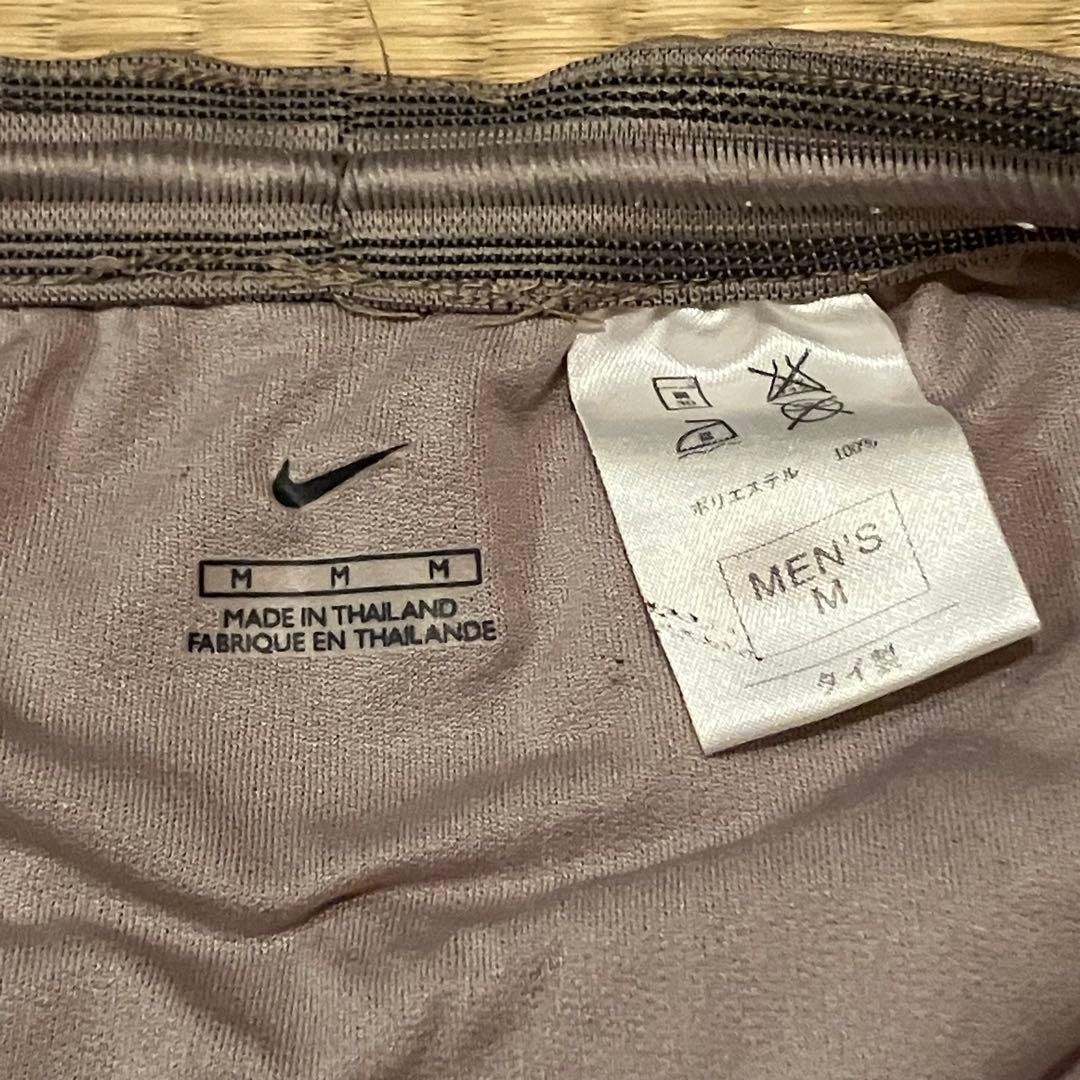 M M M
MADE IN THAILAND
FABRIQUE EN THAILANDE
ポリエステル 100%
MEN'S
M
タイ製